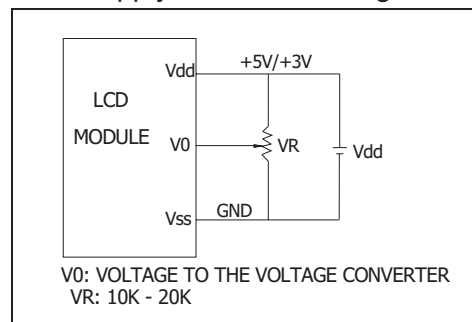 Vdd +5V/+3V
LCD
MODULE V0 VR Vdd
Vss GND
V0: VOLTAGE TO THE VOLTAGE CONVERTER
VR: 10K - 20K